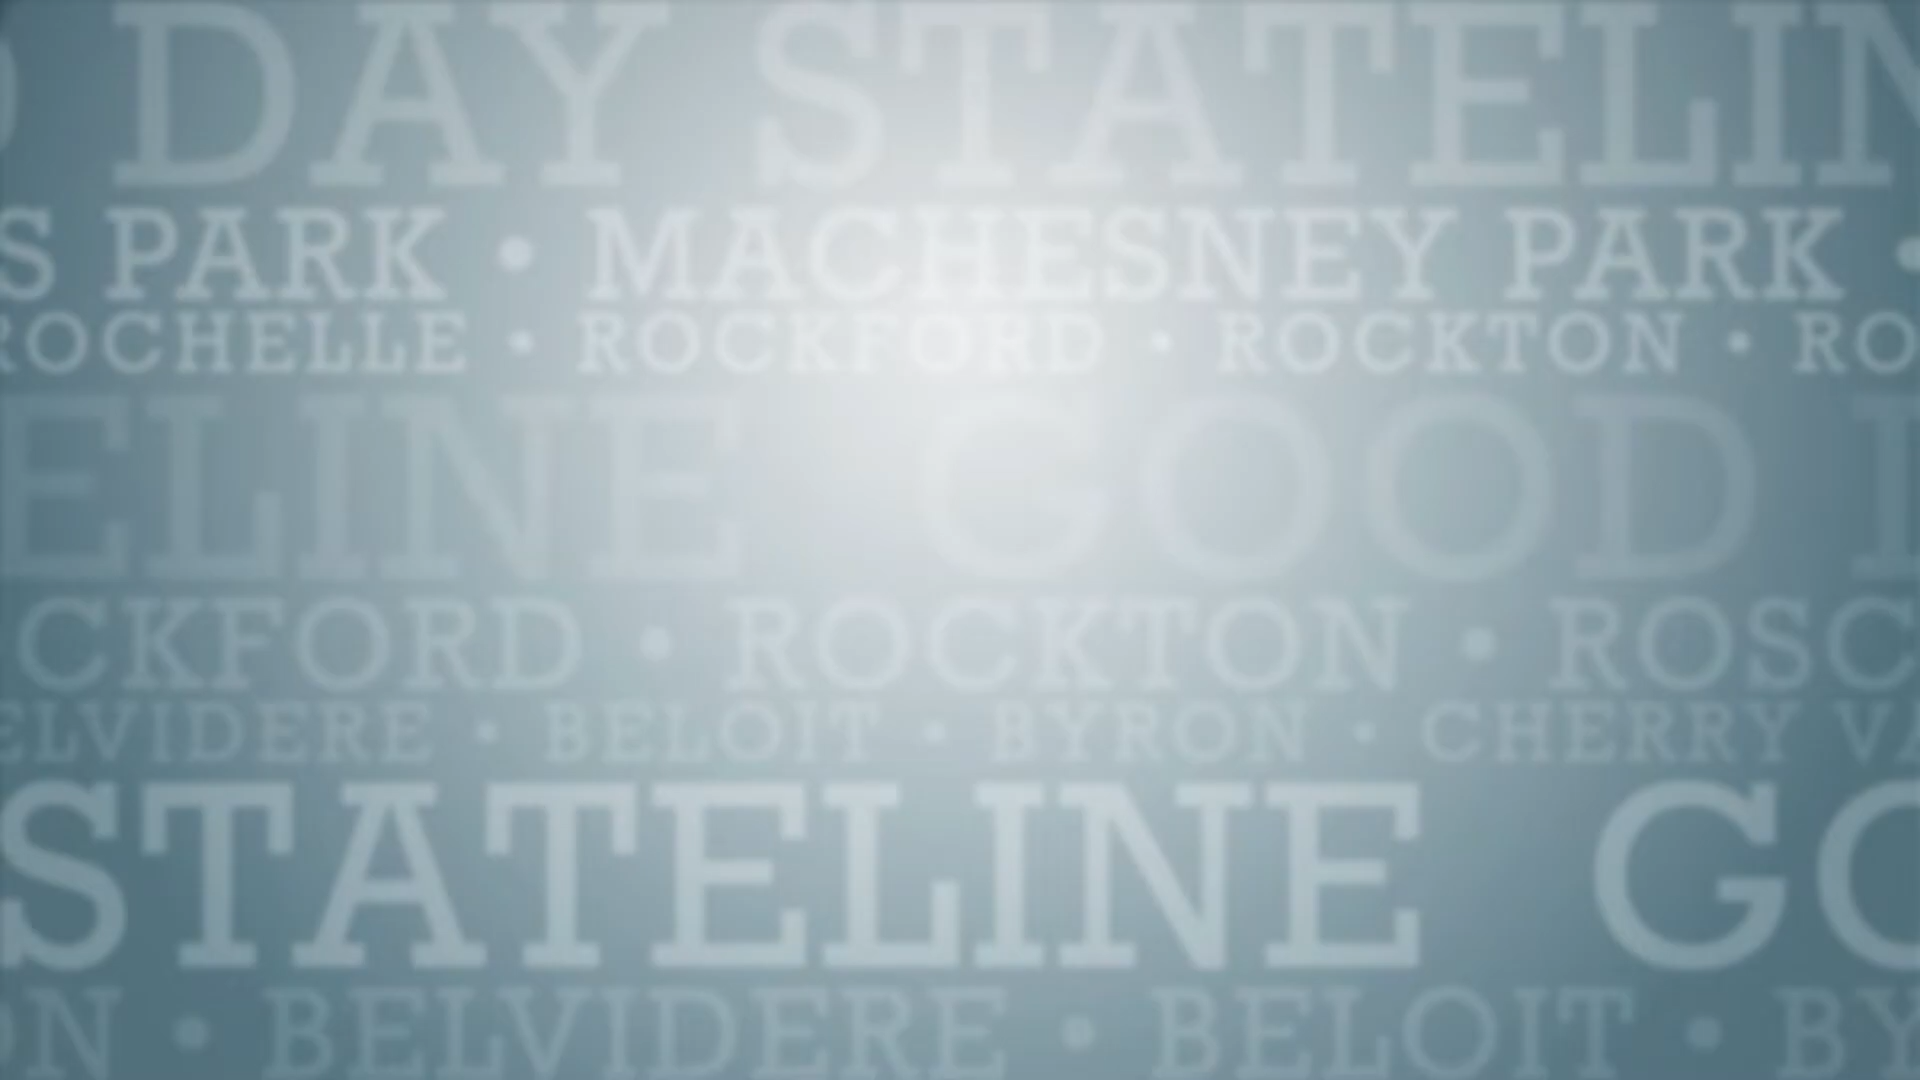 DAY STATELIN
S PARK • MACHESNEY PARK •
ROCHELLE • ROCKFORD • ROCKTON • RO
ELINE GOOD
CKFORD • ROCKTON • ROSC
ELVIDERE • BELOIT • BYRON • CHERRY VA
STATELINE GO
ON • BELVIDERE • BELOIT • BY